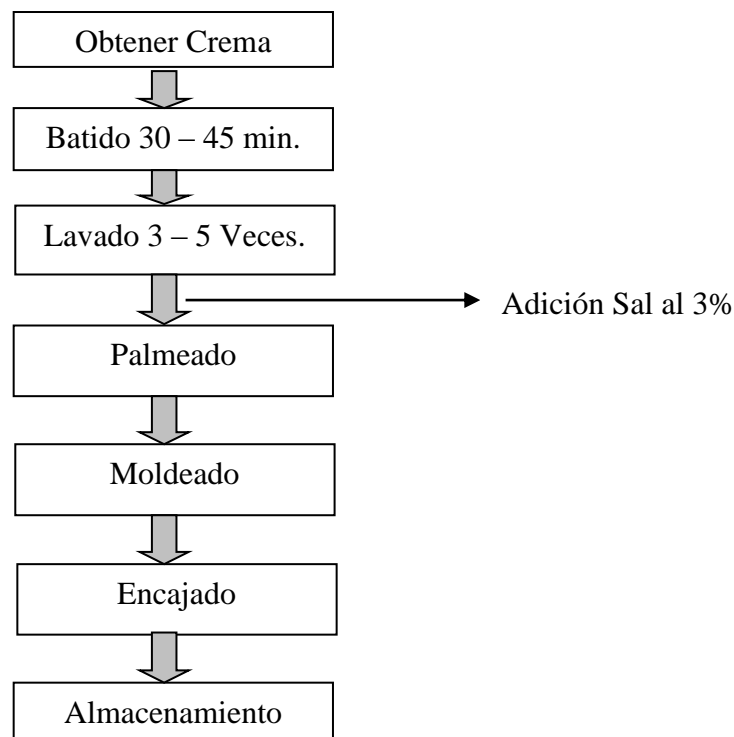 Obtener Crema
Batido 30 – 45 min.
Lavado 3 – 5 Veces.
Adición Sal al 3%
Palmeado
Moldeado
Encajado
Almacenamiento